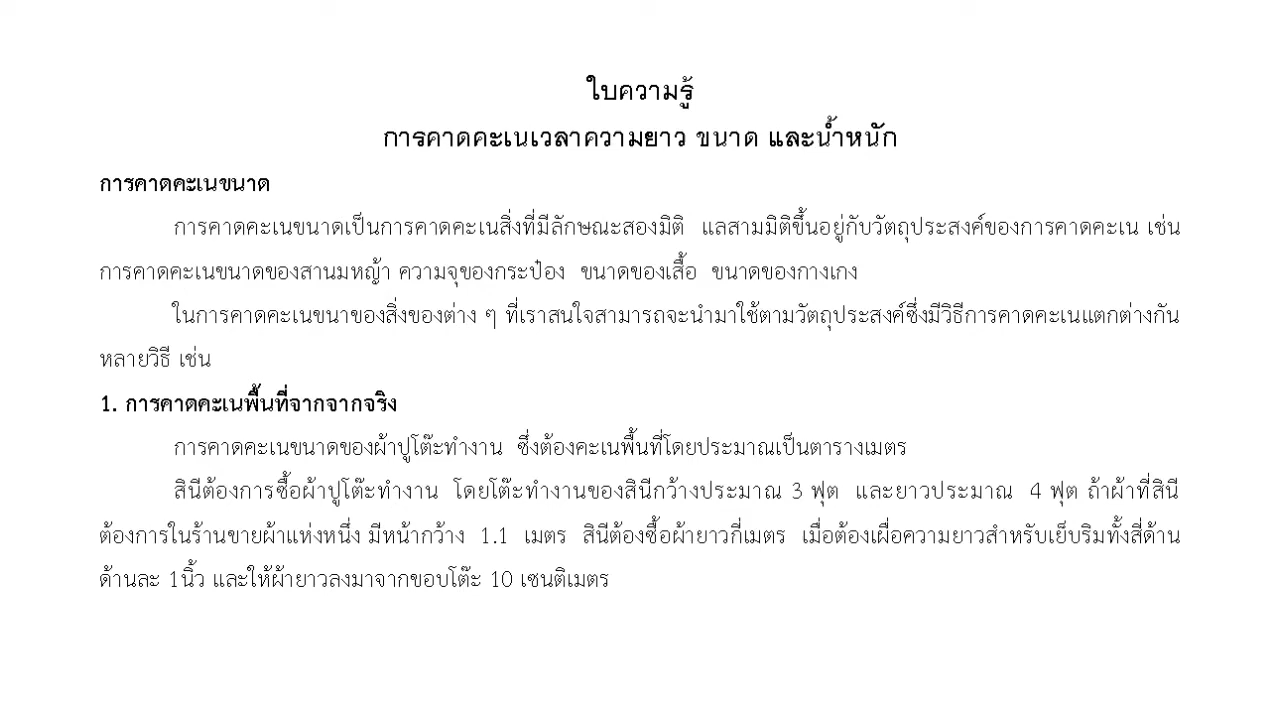 ใบความรู้
การคาดคะเนเวลาความยาว ขนาด และน้ำหนัก
การคาดคะเนขนาด
การคาดคะเนขนาดเป็นการคาดคะเนสิ่งที่มีลักษณะสองมิติ แลสามมิติขึ้นอยู่กับวัตถุประสงค์ของการคาดคะเน เช่น
การคาดคะเนขนาดของสานมหญ้า ความจุของกระป๋อง ขนาดของเสื้อ ขนาดของกางเกง
ในการคาดคะเนขนาของสิ่งของต่าง ๆ ที่เราสนใจสามารถจะนำมาใช้ตามวัตถุประสงค์ซึ่งมีวิธีการคาดคะเนแตกต่างกัน
หลายวิธี เช่น
1. การคาดคะเนพื้นที่จากจากจริง
การคาดคะเนขนาดของผ้าปูโต๊ะทำงาน ซึ่งต้องคะเนพื้นที่โดยประมาณเป็นตารางเมตร
สินีต้องการซื้อผ้าปูโต๊ะทำงาน โดยโต๊ะทำงานของสินีกว้างประมาณ 3 ฟุต และยาวประมาณ 4 ฟุต ถ้าผ้าที่สินี
ต้องการในร้านขายผ้าแห่งหนึ่ง มีหน้ากว้าง 1.1 เมตร สินีต้องซื้อผ้ายาวกี่เมตร เมื่อต้องเผื่อความยาวสำหรับเย็บริมทั้งสี่ด้าน
ด้านละ 1นิ้ว และให้ผ้ายาวลงมาจากขอบโต๊ะ 10 เซนติเมตร